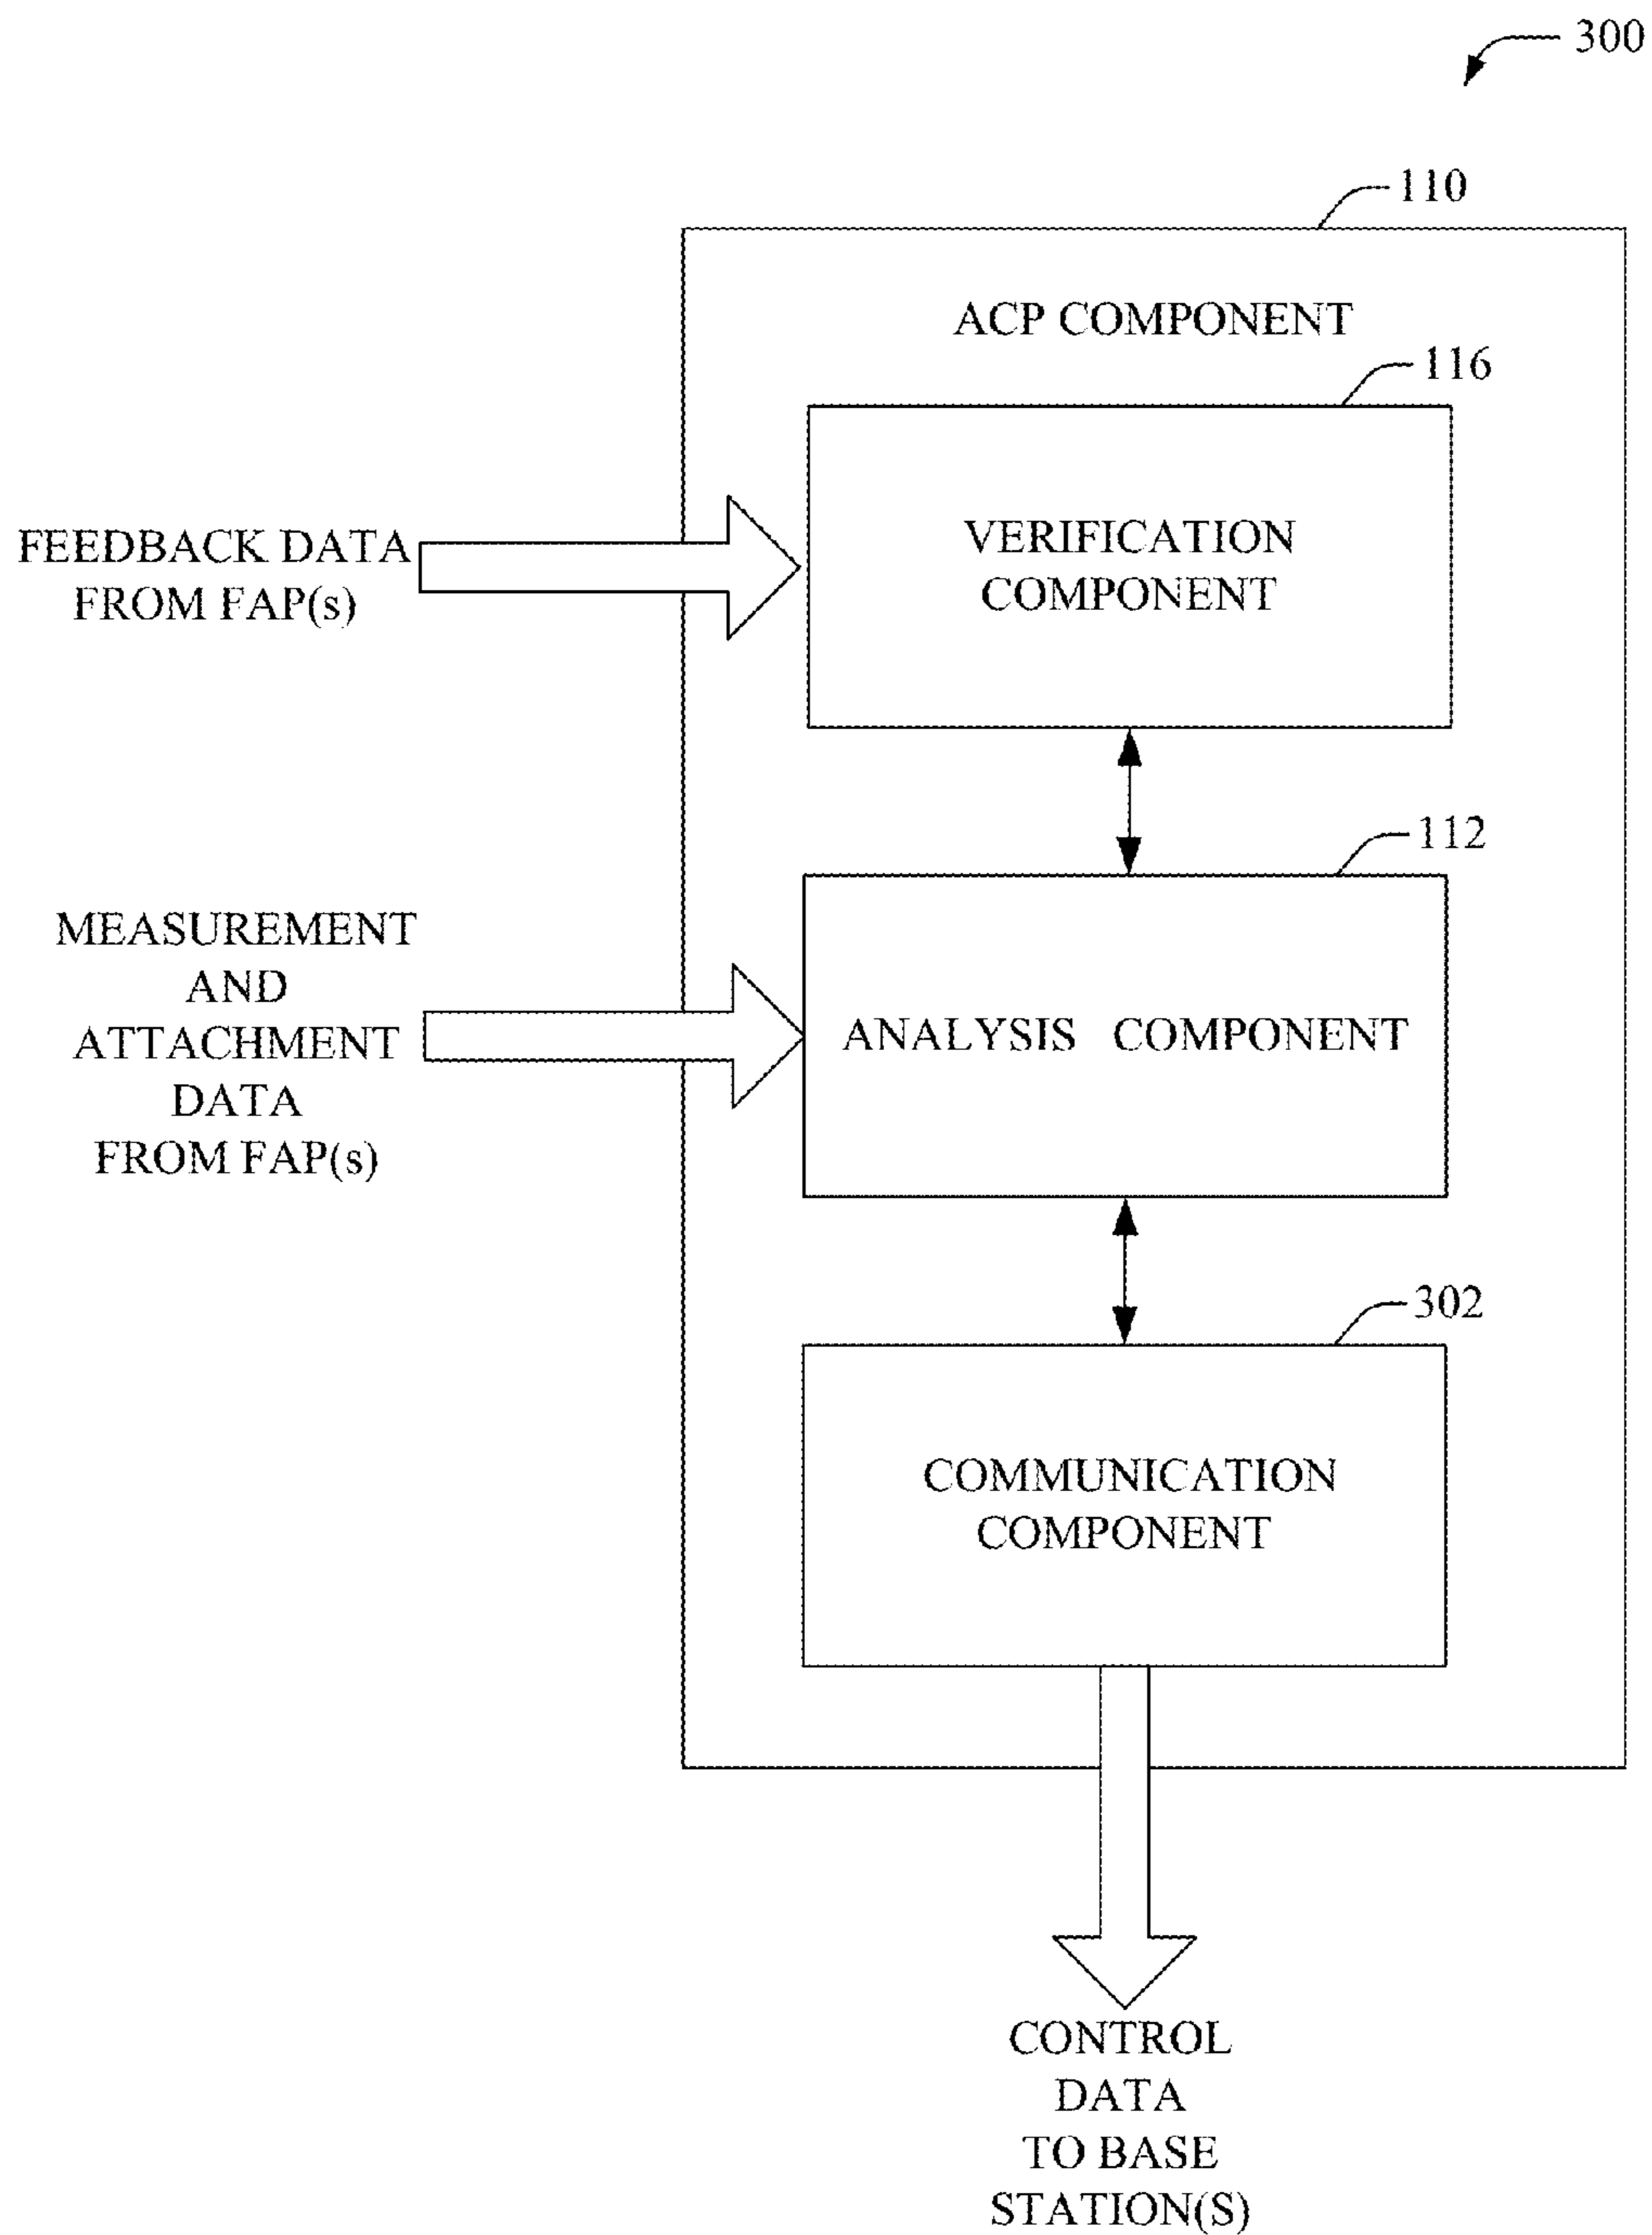 300
110
ACP COMPONENT
116
FEEDBACK DATA
FROM FAP(s)
VERIFICATION
COMPONENT
112
MEASUREMENT
AND
ATTACHMENT
DATA
FROM FAP(s)
ANALYSIS COMPONENT
302
COMMUNICATION
COMPONENT
CONTROL
DATA
TO BASE
STATION(S)